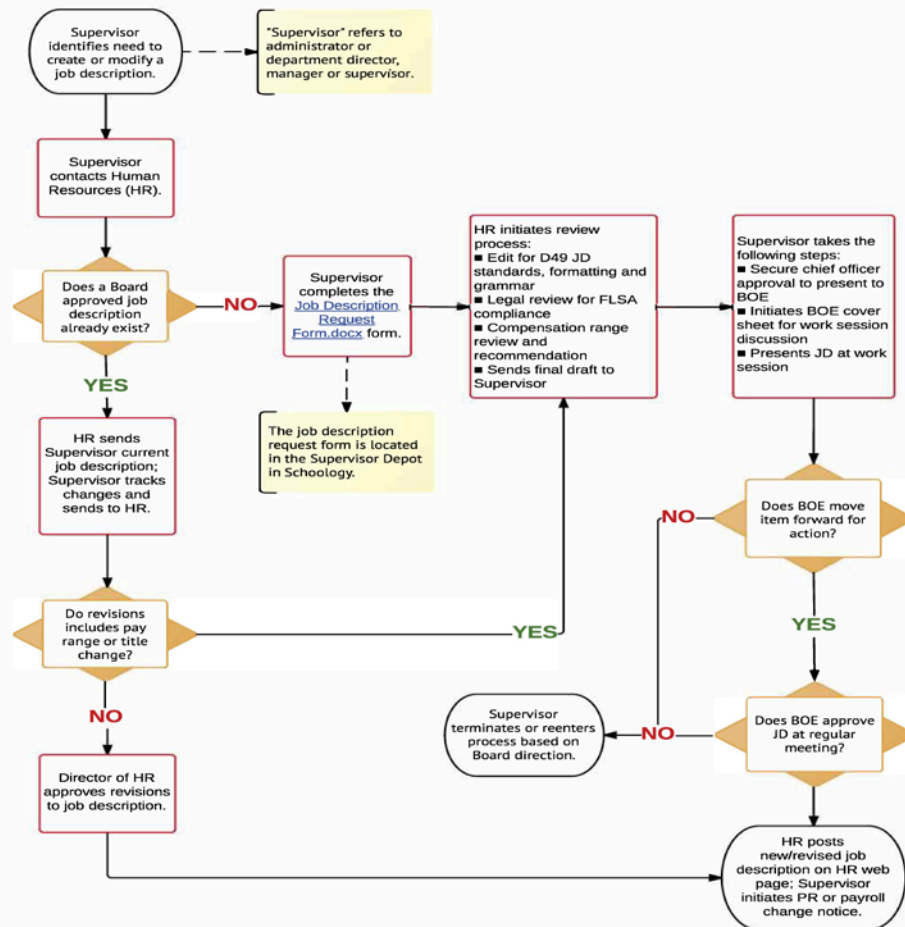 Supervisor
identifies need to
create or modify a
job description.
"Supervisor" refers to
administrator or
department director,
manager or supervisor.
Supervisor
contacts Human
Resources (HR).
Does a Board
approved job
description
already exist?
NO
Supervisor
completes the
Job Description
Request
Form.docx form.
HR initiates review
process:
■ Edit for D49 JD
standards, formatting and
grammar
■ Legal review for FLSA
compliance
■ Compensation range
review and
recommendation
■ Sends final draft to
Supervisor
Supervisor takes the
following steps:
■ Secure chief officer
approval to present to
BOE
■ Initiates BOE cover
sheet for work session
discussion
■ Presents JD at work
session
YES
The job description
request form is located
in the Supervisor Depot
in Schoology.
HR sends
Supervisor current
job description;
Supervisor tracks
changes and
sends to HR.
NO
Does BOE move
item forward for
action?
Do revisions
includes pay
range or title
change?
YES
YES
NO
Supervisor
terminates or reenters
process based on
Board direction.
NO
Does BOE approve
JD at regular
meeting?
Director of HR
approves revisions
to job description.
HR posts
new/revised job
description on HR web
page; Supervisor
initiates PR or payroll
change notice.